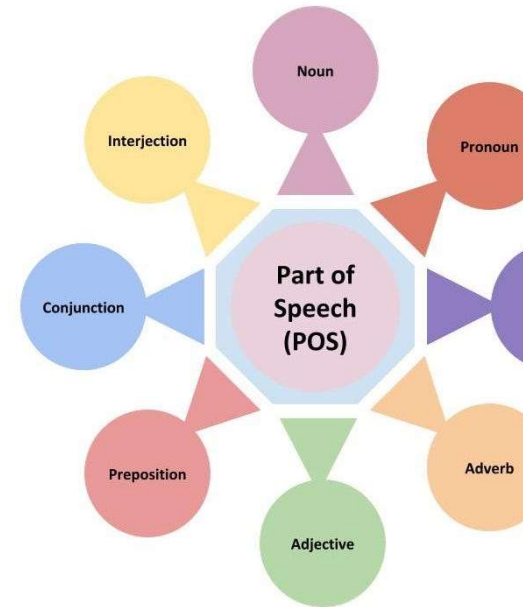 Noun
Pronoun
Adverb
Adjective
Preposition
Conjunction
Interjection
Part of
Speech
(POS)